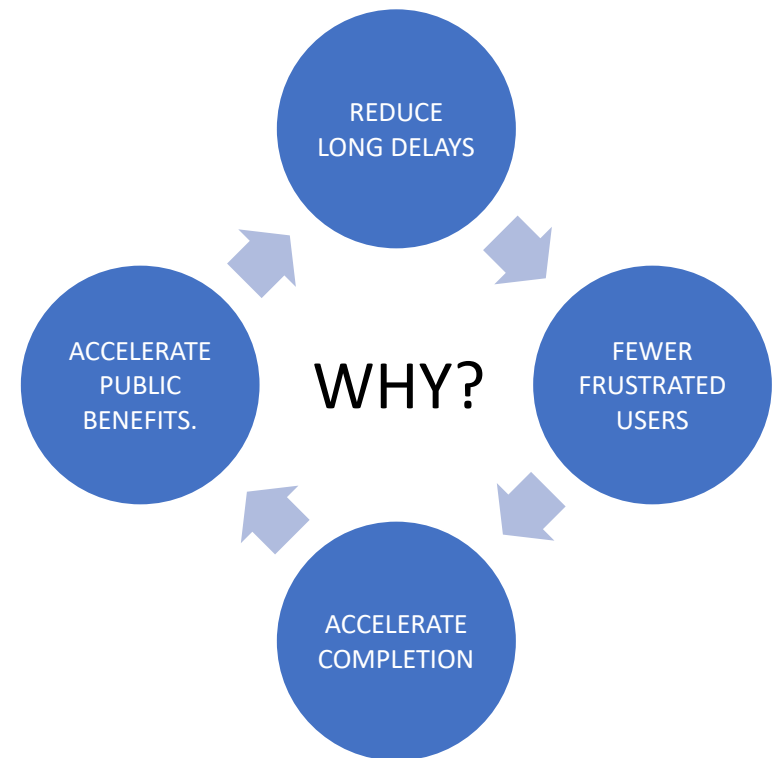 REDUCE
LONG DELAYS
FEWER
FRUSTRATED
USERS
ACCELERATE
COMPLETION
ACCELERATE
PUBLIC
BENEFITS.
WHY?